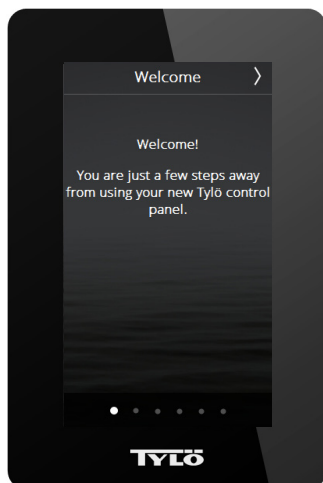 Welcome
Welcome!
You are just a few steps away
from using your new Tylö control
panel.
TYLÖ